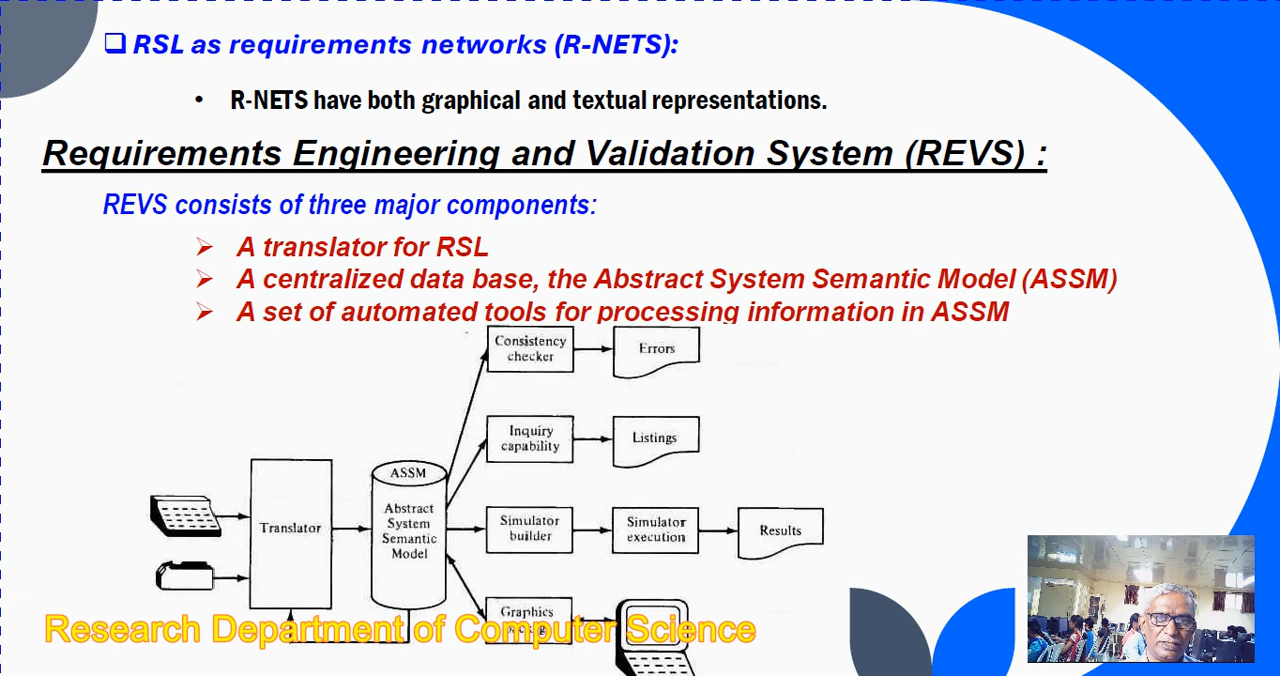 RSL as requirements networks (R-NETS):
• R-NETS have both graphical and textual representations.
Requirements Engineering and Validation System (REVS) :
REVS consists of three major components:
A translator for RSL
A centralized data base, the Abstract System Semantic Model (ASSM)
A set of automated tools for processing information in ASSM
Consistency
checker
Errors
Inquiry
capability
Listings
ASSM
Abstract
System
Semantic
Model
Translator
Simulator
builder
Simulator
execution
Results
Graphics
Research Department of Computer Science